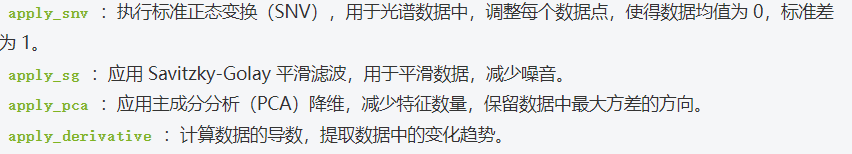 apply_snv ：执行标准正态变换（SNV），用于光谱数据中，调整每个数据点，使得数据均值为 0，标准差
为 1。
apply_sg ：应用 Savitzky-Golay 平滑滤波，用于平滑数据，减少噪音。
apply_pca ：应用主成分分析（PCA）降维，减少特征数量，保留数据中最大方差的方向。
apply_derivative ：计算数据的导数，提取数据中的变化趋势。